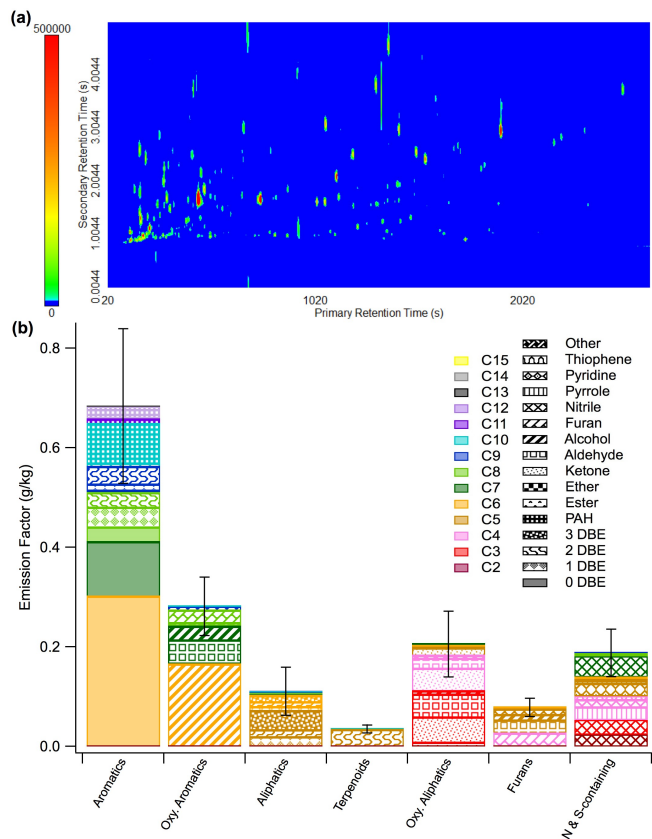 (a)
500000
0
Secondary Retention Time (s)
4.0044
3.0044
2.0044
1.0044
0.0044
20
1020
2020
Primary Retention Time (s)
(b)
Emission Factor (g/kg)
0.8
0.6
0.4
0.2
0.0
C15
C14
C13
C12
C11
C10
C9
C8
C7
C6
C5
C4
C3
C2
Other
Thiophene
Pyridine
Pyrrole
Nitrile
Furan
Alcohol
Aldehyde
Ketone
Ether
Ester
PAH
3 DBE
2 DBE
1 DBE
0 DBE
Aromatics
Oxy. Aromatics
Aliphatics
Terpenoids
Oxy. Aliphatics
Furans
N & S-containing